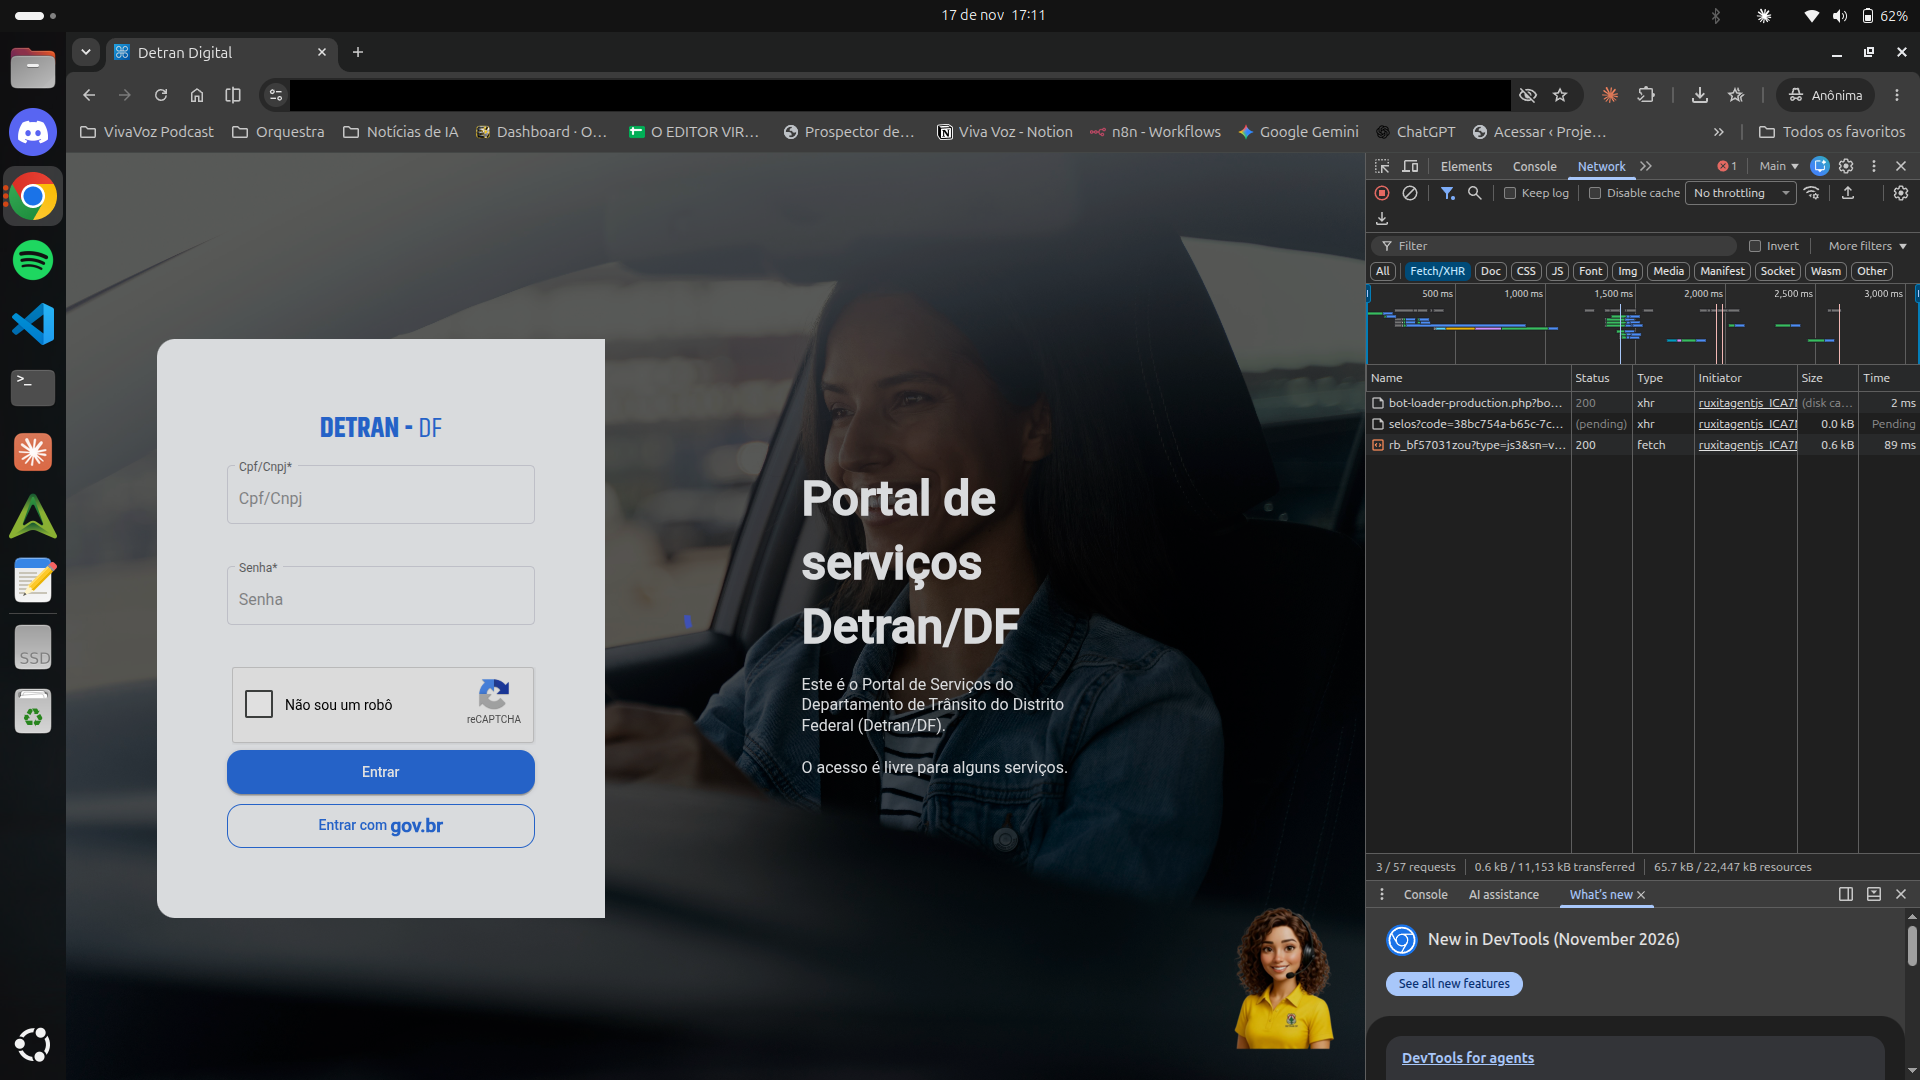 17 de nov 17:11
62%
Detran Digital
Anônima
VivaVoz Podcast
Orquestra
Notícias de IA
Dashboard · O...
O EDITOR VIR...
Prospector de...
Viva Voz - Notion
n8n - Workflows
Google Gemini
ChatGPT
Acessar ‹ Proje...
Todos os favoritos
SSD
DETRAN - DF
Cpf/Cnpj*
Cpf/Cnpj
Senha*
Senha
Não sou um robô
reCAPTCHA
Entrar
Entrar com gov.br
Portal de
serviços
Detran/DF
Este é o Portal de Serviços do
Departamento de Trânsito do Distrito
Federal (Detran/DF).
O acesso é livre para alguns serviços.
Elements Console Network 1 Main
Keep log Disable cache No throttling
Filter Invert More filters
All Fetch/XHR Doc CSS JS Font Img Media Manifest Socket Wasm Other
500 ms 1,000 ms 1,500 ms 2,000 ms 2,500 ms 3,000 ms
Name Status Type Initiator Size Time
bot-loader-production.php?bo... 200 xhr (disk ca... 2 ms
selos?code=38bc754a-b65c-7c... (pending) xhr 0.0 kB Pending
rb_bf57031zou?type=js3&sn=v... 200 fetch 0.6 kB 89 ms
3 / 57 requests 0.6 kB / 11,153 kB transferred 65.7 kB / 22,447 kB resources
Console AI assistance What's new
New in DevTools (November 2026)
See all new features
DevTools for agents